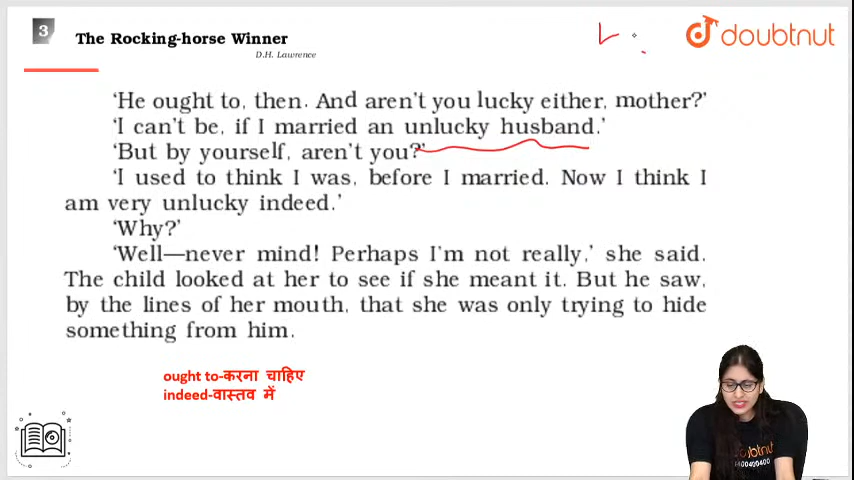 3
The Rocking-horse Winner
D.H. Lawrence
doubtnut
‘He ought to, then. And aren’t you lucky either, mother?’
‘I can’t be, if I married an unlucky husband.’
‘But by yourself, aren’t you?’
‘I used to think I was, before I married. Now I think I
am very unlucky indeed.’
‘Why?’
‘Well—never mind! Perhaps I’m not really,’ she said.
The child looked at her to see if she meant it. But he saw,
by the lines of her mouth, that she was only trying to hide
something from him.
ought to-करना चाहिए
indeed-वास्तव में